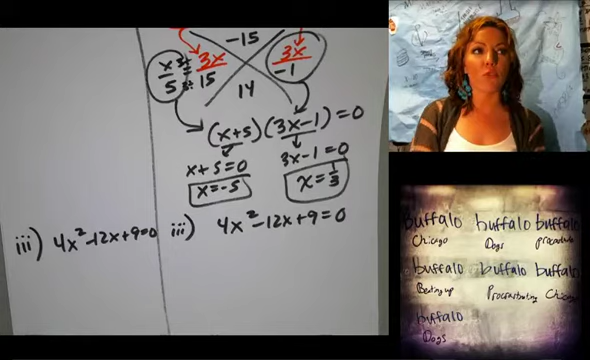 -15
x 3x 3x
5 15 -1
14
(x+5)(3x-1)=0
x+5=0 3x-1=0
x=-5 x=1/3
iii) 4x²-12x+9=0 iii) 4x²-12x+9=0
buffalo buffalo buffalo
Chicago Dogs
buffalo buffalo buffalo
Beating up Procrastinating
buffalo
Dogs